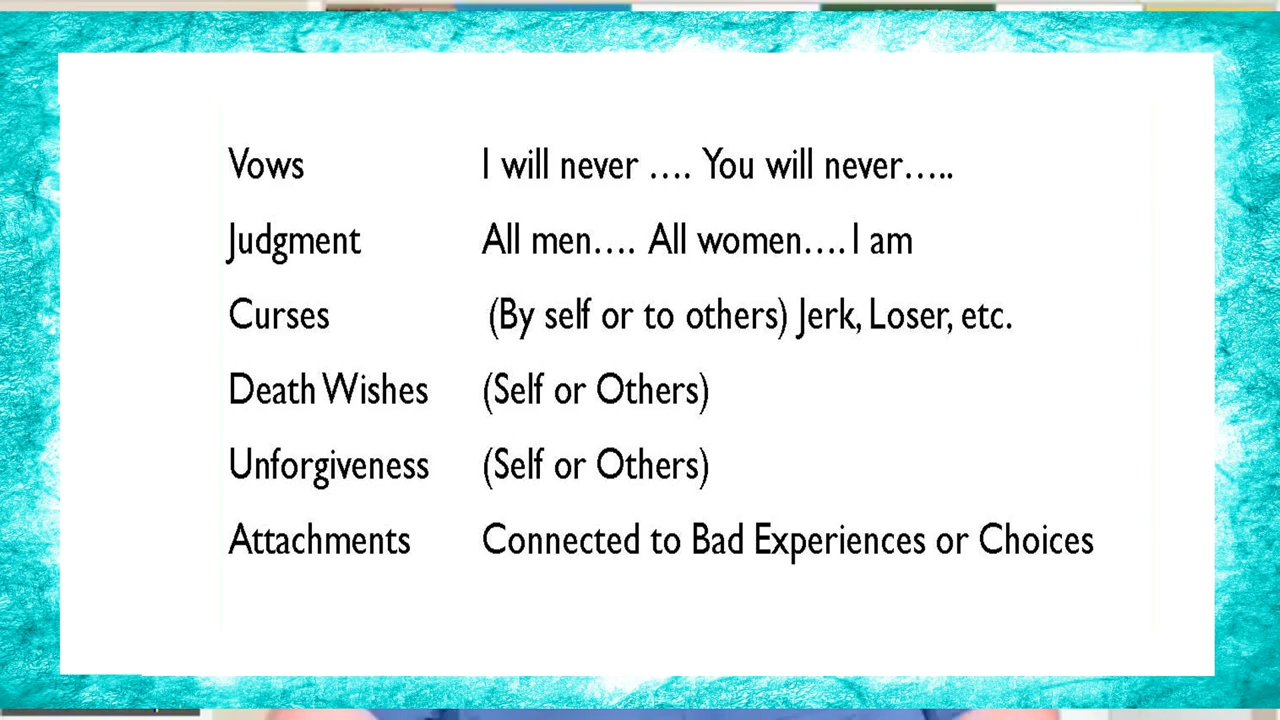 Vows I will never .... You will never.....
Judgment All men.... All women.... I am
Curses (By self or to others) Jerk, Loser, etc.
Death Wishes (Self or Others)
Unforgiveness (Self or Others)
Attachments Connected to Bad Experiences or Choices